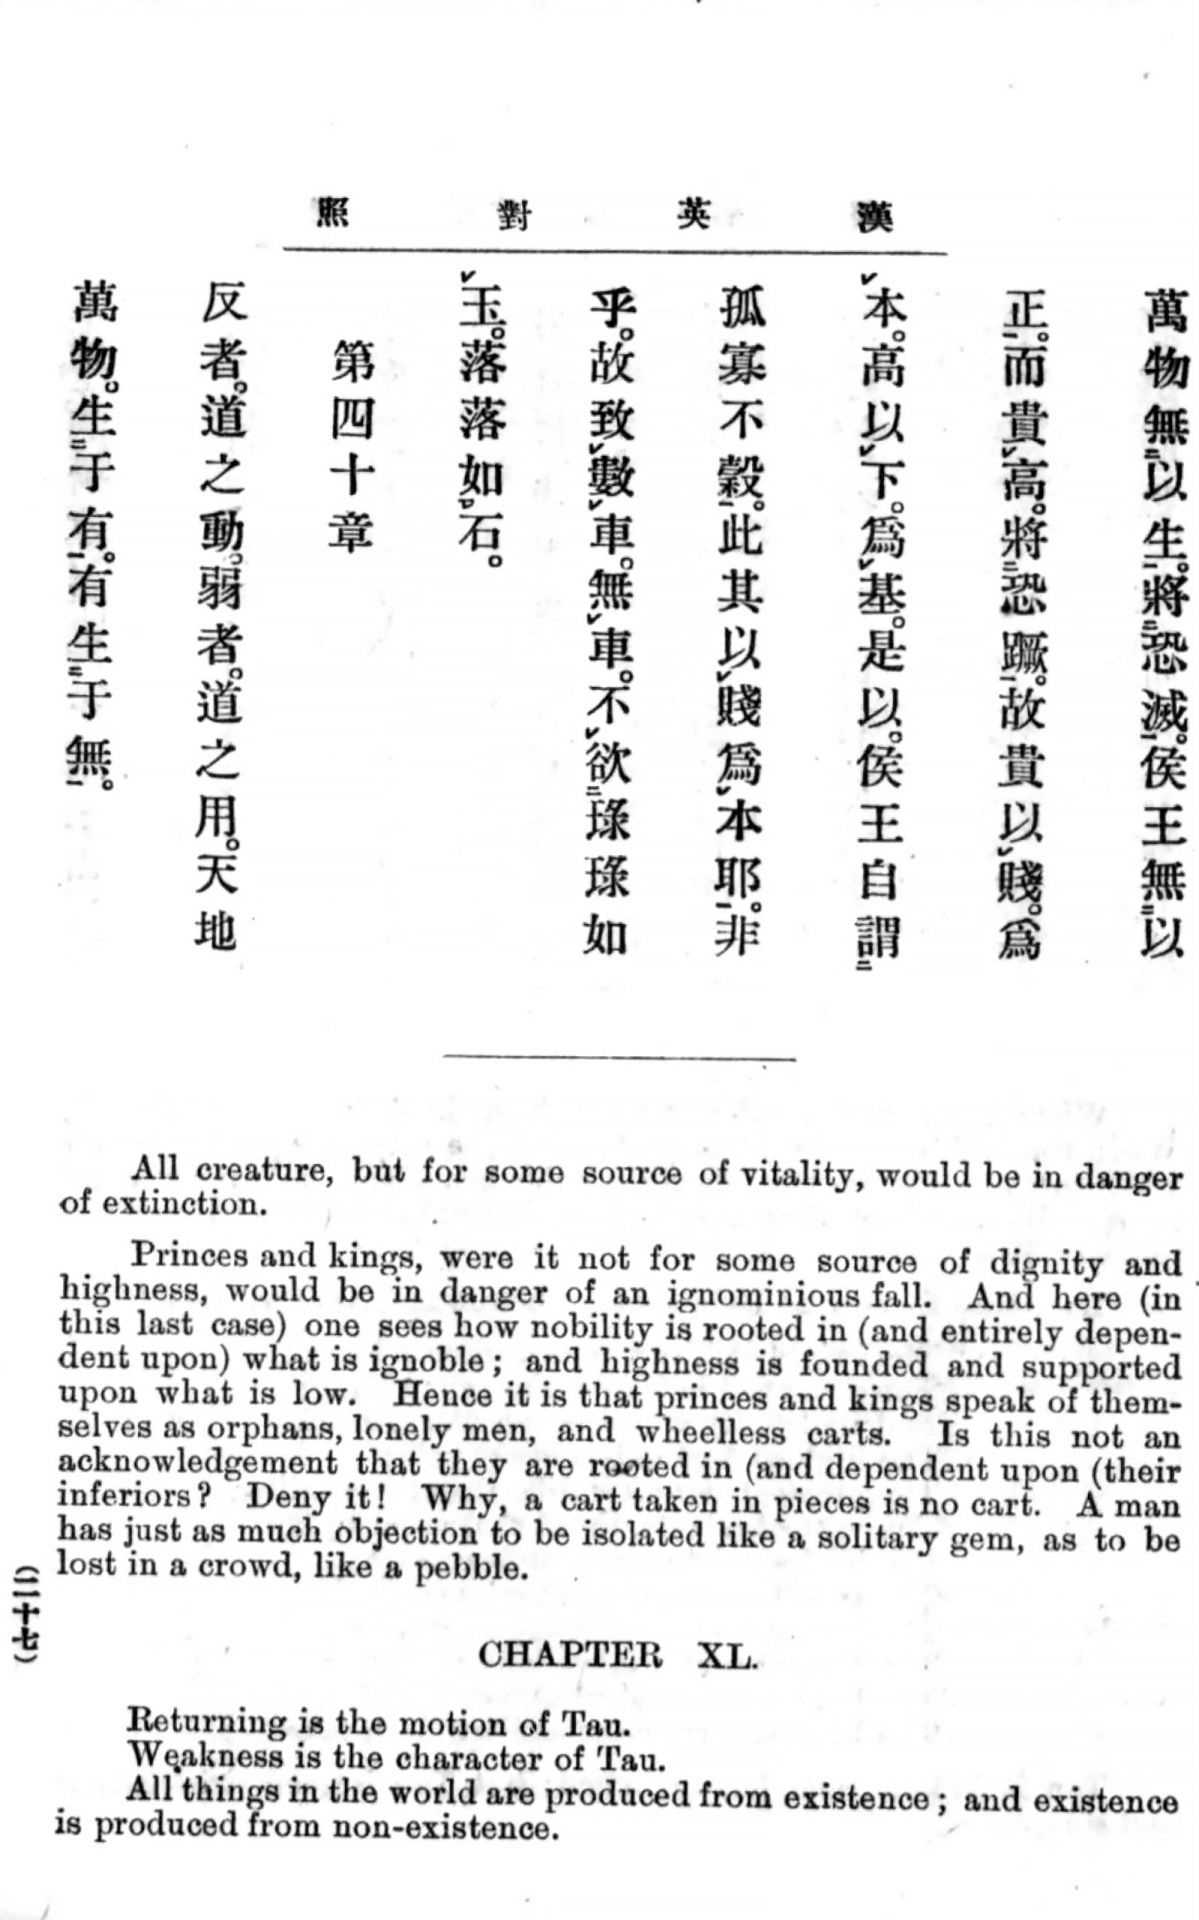 漢英對照
萬物無以生。將恐滅。侯王無以
正。而貴高。將恐蹶。故貴以賤。爲
本。高以下。爲基。是以。侯王自謂
孤寡不穀。此其以賤爲本耶。非
乎。故致數車。無車。不欲琭琭如
玉。落落如石。
第四十章
反者。道之動。弱者。道之用。天地
萬物。生于有。有生于無。
All creature, but for some source of vitality, would be in danger
of extinction.
Princes and kings, were it not for some source of dignity and
highness, would be in danger of an ignominious fall. And here (in
this last case) one sees how nobility is rooted in (and entirely depen-
dent upon) what is ignoble; and highness is founded and supported
upon what is low. Hence it is that princes and kings speak of them-
selves as orphans, lonely men, and wheelless carts. Is this not an
acknowledgement that they are rooted in (and dependent upon (their
inferiors? Deny it! Why, a cart taken in pieces is no cart. A man
has just as much objection to be isolated like a solitary gem, as to be
lost in a crowd, like a pebble.
CHAPTER XL.
Returning is the motion of Tau.
Weakness is the character of Tau.
All things in the world are produced from existence; and existence
is produced from non-existence.
(二十七)